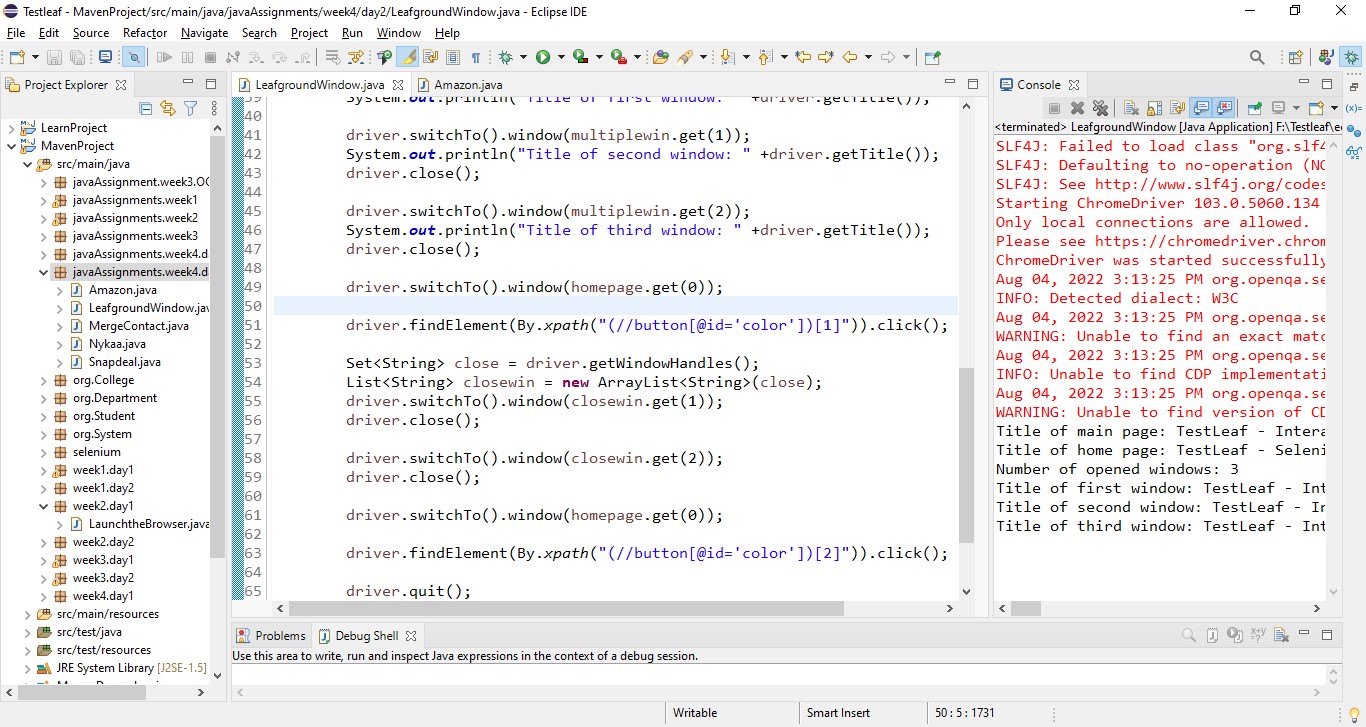 Testleaf - MavenProject/src/main/java/javaAssignments/week4/day2/LeafgroundWindow.java - Eclipse IDE
File Edit Source Refactor Navigate Search Project Run Window Help
Project Explorer
LearnProject
MavenProject
src/main/java
javaAssignment.week3.OO
javaAssignments.week1
javaAssignments.week2
javaAssignments.week3
javaAssignments.week4.d
javaAssignments.week4.d
Amazon.java
LeafgroundWindow.jav
MergeContact.java
Nykaa.java
Snapdeal.java
org.College
org.Department
org.Student
org.System
selenium
week1.day1
week1.day2
week2.day1
LaunchtheBrowser.java
week2.day2
week3.day1
week3.day2
week4.day1
src/main/resources
src/test/java
src/test/resources
JRE System Library [J2SE-1.5]
LeafgroundWindow.java Amazon.java
39 System.out.println("Title of first window: " +driver.getTitle());
40
41 driver.switchTo().window(multiplewin.get(1));
42 System.out.println("Title of second window: " +driver.getTitle());
43 driver.close();
44
45 driver.switchTo().window(multiplewin.get(2));
46 System.out.println("Title of third window: " +driver.getTitle());
47 driver.close();
48
49 driver.switchTo().window(homepage.get(0));
50
51 driver.findElement(By.xpath("(//button[@id='color'])[1]")).click();
52
53 Set<String> close = driver.getWindowHandles();
54 List<String> closewin = new ArrayList<String>(close);
55 driver.switchTo().window(closewin.get(1));
56 driver.close();
57
58 driver.switchTo().window(closewin.get(2));
59 driver.close();
60
61 driver.switchTo().window(homepage.get(0));
62
63 driver.findElement(By.xpath("(//button[@id='color'])[2]")).click();
64
65 driver.quit();
Console
<terminated> LeafgroundWindow [Java Application] F:\Testleaf\ec
SLF4J: Failed to load class "org.slf4
SLF4J: Defaulting to no-operation (NO
SLF4J: See http://www.slf4j.org/codes
Starting ChromeDriver 103.0.5060.134
Only local connections are allowed.
Please see https://chromedriver.chrom
ChromeDriver was started successfully
Aug 04, 2022 3:13:25 PM org.openqa.se
INFO: Detected dialect: W3C
Aug 04, 2022 3:13:25 PM org.openqa.se
WARNING: Unable to find an exact matc
Aug 04, 2022 3:13:25 PM org.openqa.se
INFO: Unable to find CDP implementati
Aug 04, 2022 3:13:25 PM org.openqa.se
WARNING: Unable to find version of CD
Title of main page: TestLeaf - Intera
Title of home page: TestLeaf - Seleni
Number of opened windows: 3
Title of first window: TestLeaf - Int
Title of second window: TestLeaf - In
Title of third window: TestLeaf - Int
Problems Debug Shell
Use this area to write, run and inspect Java expressions in the context of a debug session.
Writable Smart Insert 50 : 5 : 1731